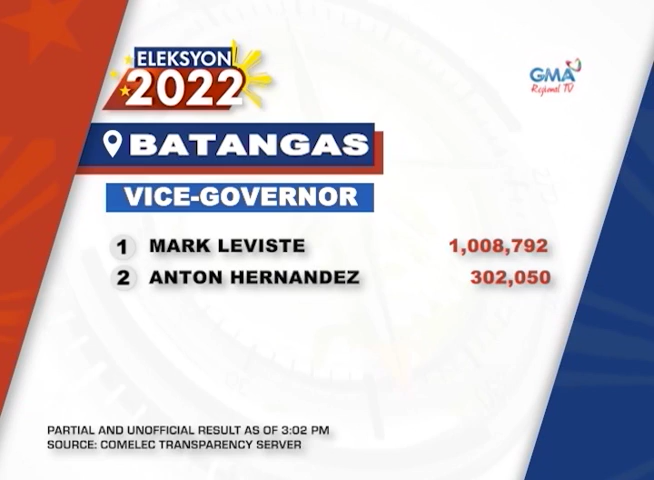 ELEKSYON
2022
GMA
Regional TV
BATANGAS
VICE-GOVERNOR
1 MARK LEVISTE 1,008,792
2 ANTON HERNANDEZ 302,050
PARTIAL AND UNOFFICIAL RESULT AS OF 3:02 PM
SOURCE: COMELEC TRANSPARENCY SERVER